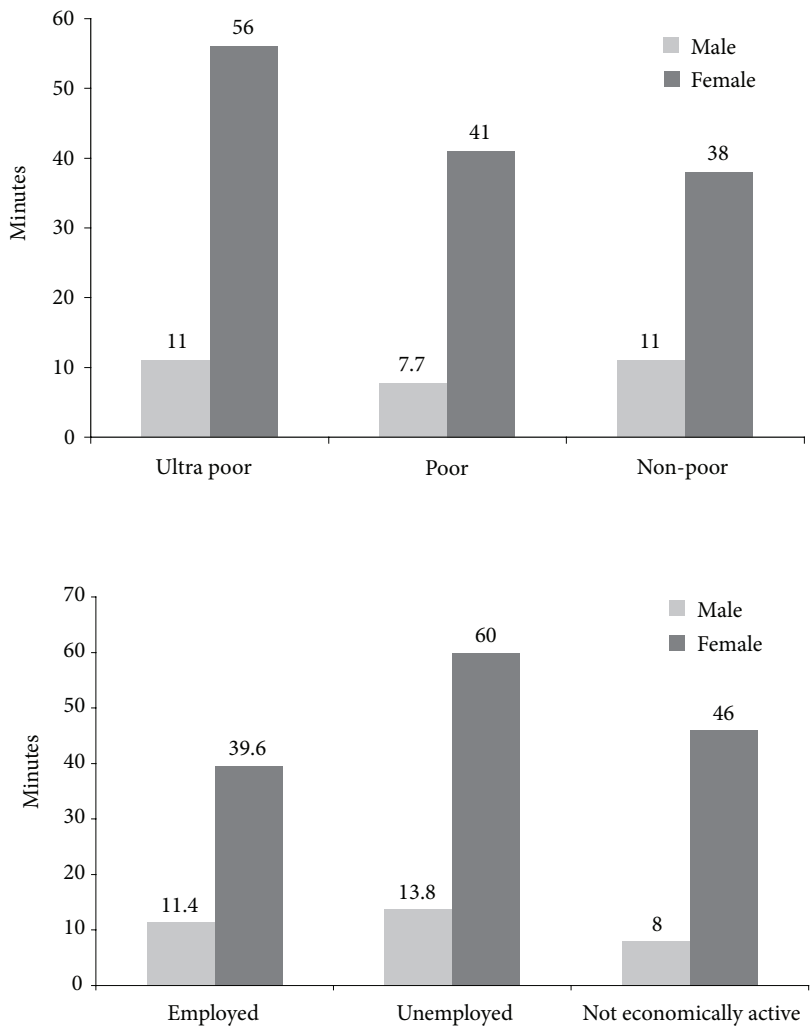 60
50
40
30
20
10
0
Minutes
56
41
38
11
7.7
11
Male
Female
Ultra poor
Poor
Non-poor
70
60
50
40
30
20
10
0
Minutes
39.6
60
46
11.4
13.8
8
Male
Female
Employed
Unemployed
Not economically active